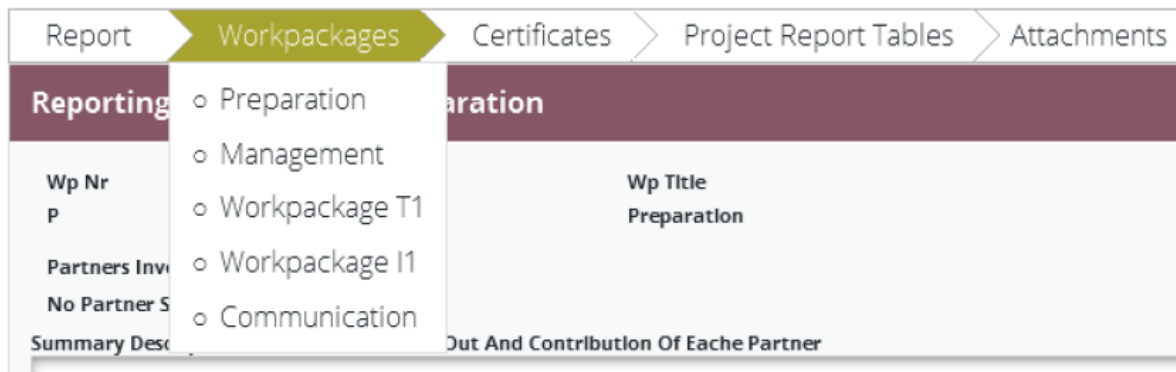 Report Workpackages Certificates Project Report Tables Attachments
Reporting aration
Preparation
Management
Wp Nr Wp Title
P Preparation
Workpackage T1
Partners Inv
Workpackage I1
No Partner S
Communication
Summary Desc Out And Contribution Of Eache Partner